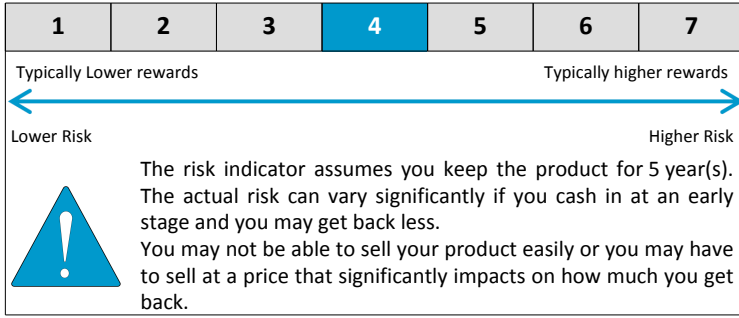 1 2 3 4 5 6 7
Typically Lower rewards Typically higher rewards
Lower Risk Higher Risk
The risk indicator assumes you keep the product for 5 year(s).
The actual risk can vary significantly if you cash in at an early
stage and you may get back less.
You may not be able to sell your product easily or you may have
to sell at a price that significantly impacts on how much you get
back.